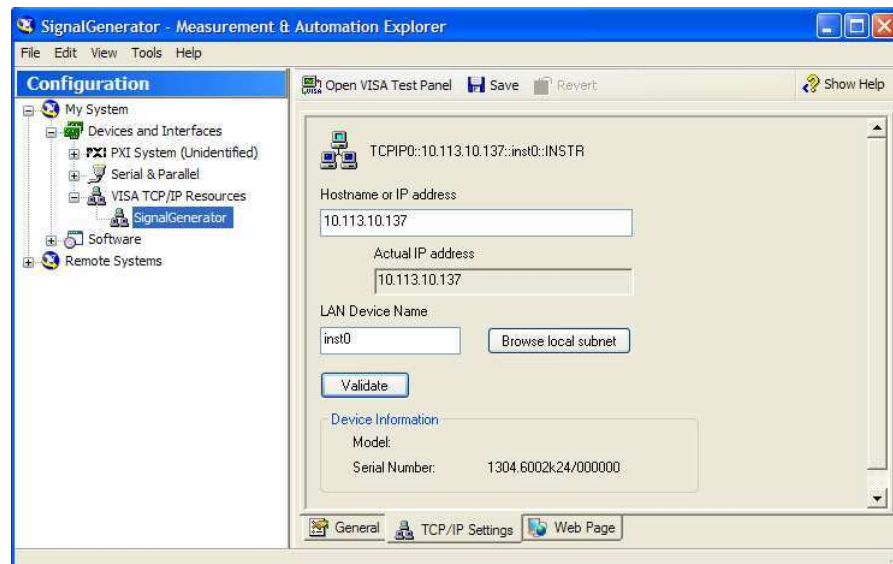 SignalGenerator - Measurement & Automation Explorer
File Edit View Tools Help
Configuration
My System
Devices and Interfaces
PXI PXI System (Unidentified)
Serial & Parallel
VISA TCP/IP Resources
SignalGenerator
Software
Remote Systems
VISA Open VISA Test Panel Save Revert Show Help
TCPIP0::10.113.10.137::inst0::INSTR
Hostname or IP address
10.113.10.137
Actual IP address
10.113.10.137
LAN Device Name
inst0 Browse local subnet
Validate
Device Information
Model:
Serial Number: 1304.6002k24/000000
General TCP/IP Settings Web Page